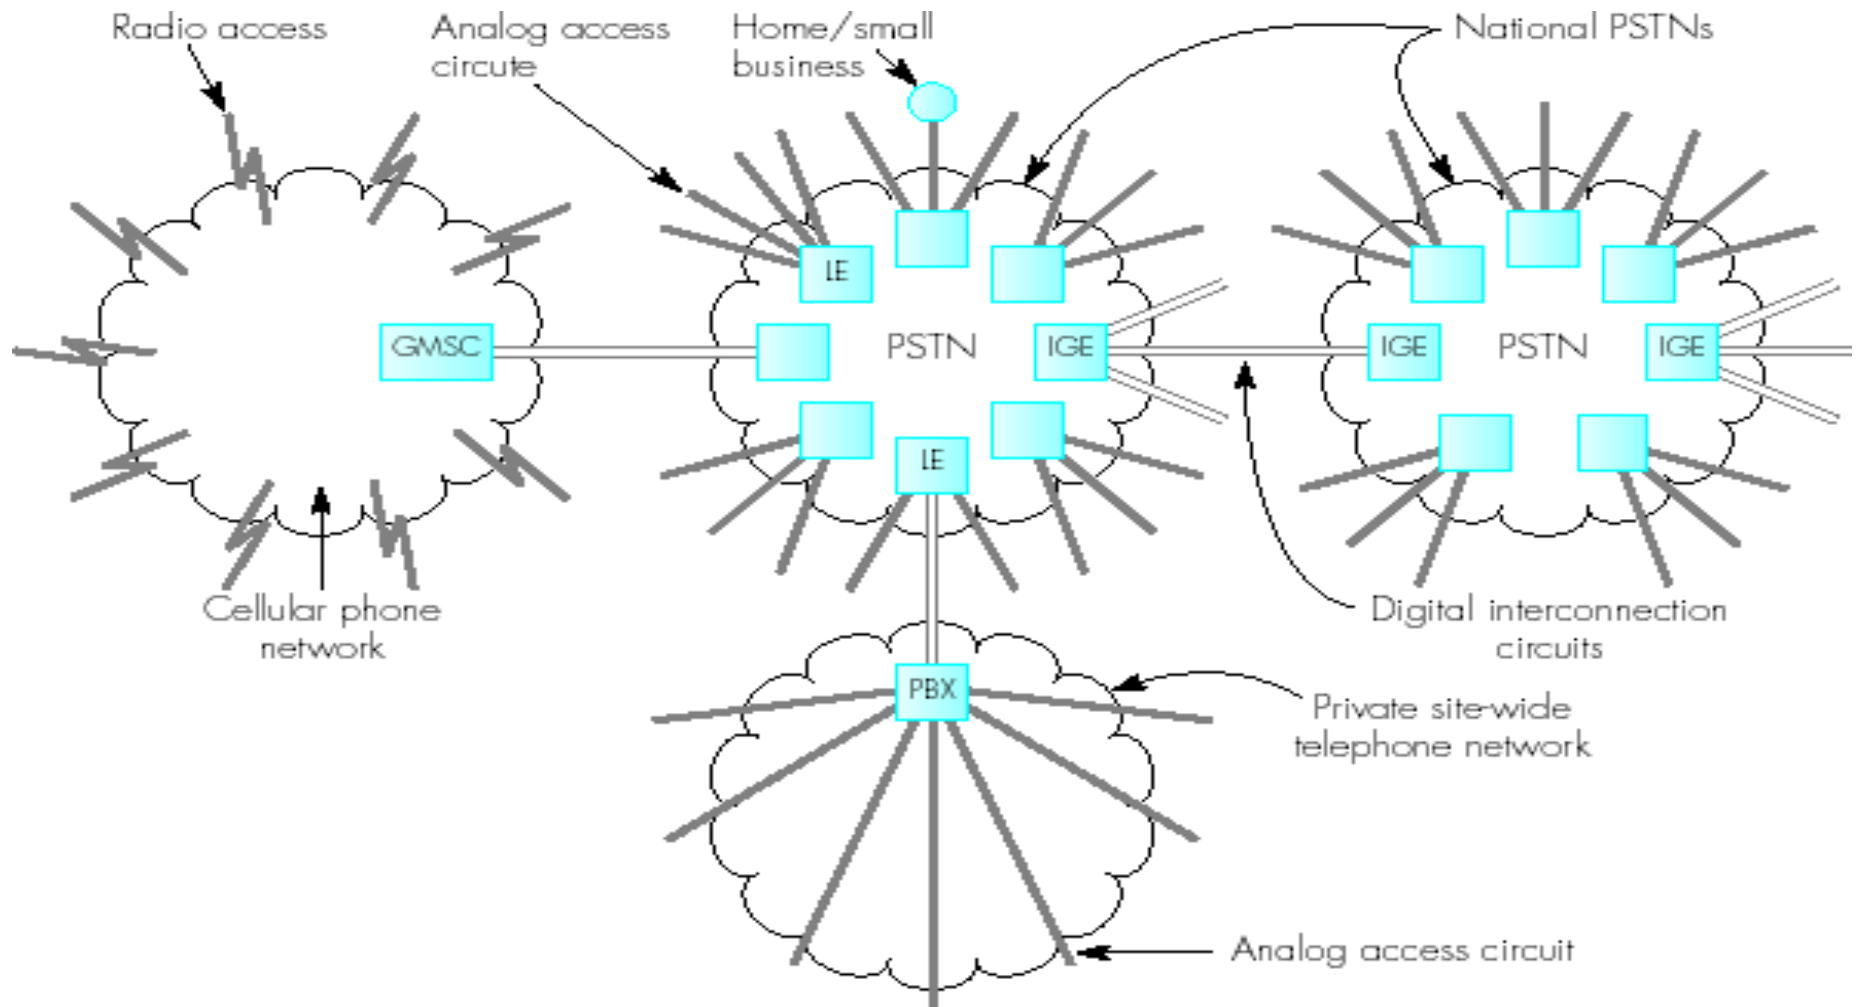 Radio access
Analog access
circute
Home/small
business
National PSTNs
LE
GMSC
PSTN
IGE
IGE
PSTN
IGE
LE
Cellular phone
network
Digital interconnection
circuits
PBX
Private site-wide
telephone network
Analog access circuit